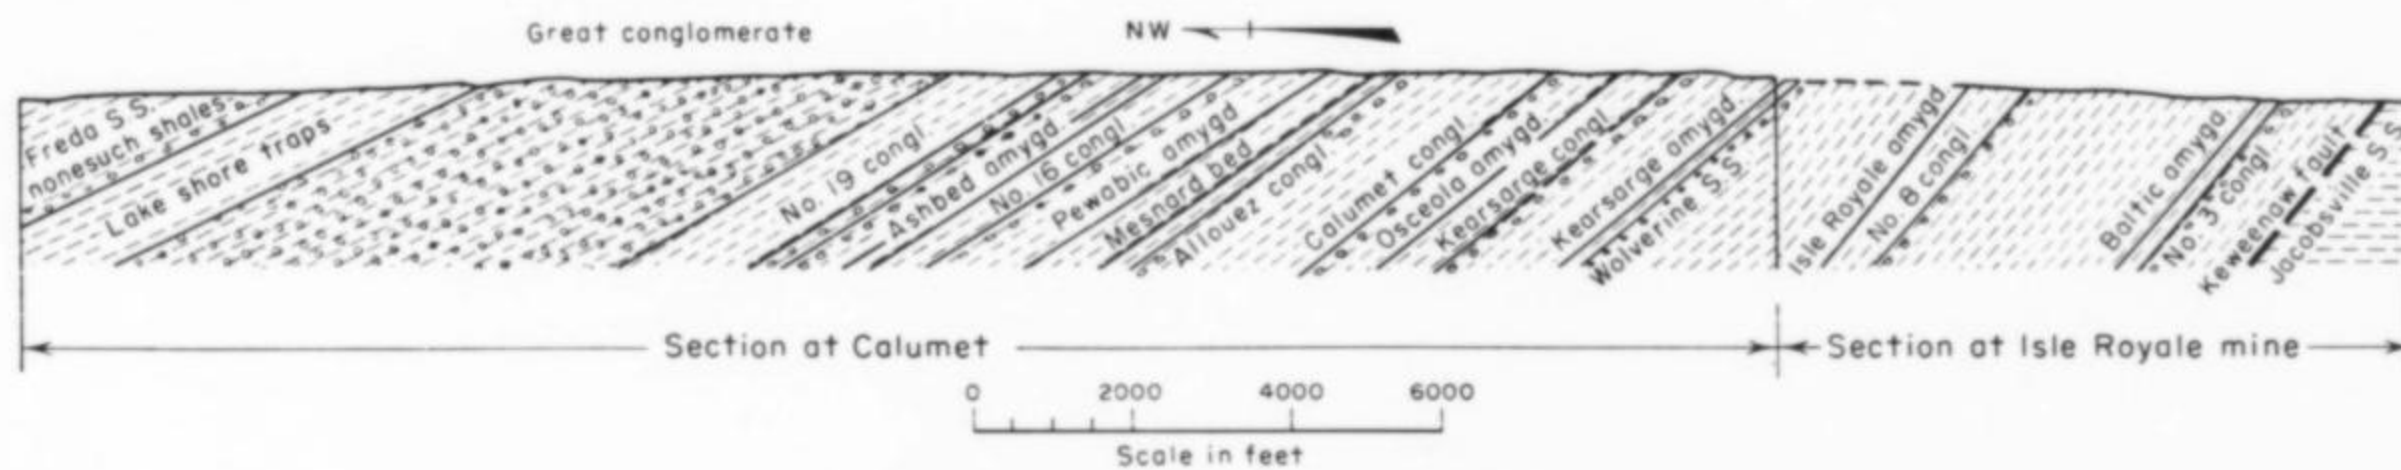 Great conglomerate
NW
Freda S S.
nonesuch shales
Lake shore traps
No. 19 congl
Ashbed amygd
No. 16 congl
Pewabic amygd
Mesnard bed
Allouez congl
Calumet congl
Osceola amygd.
Kearsarge congl
Kearsarge amygd.
Wolverine S S
Isle Royale amygd
No. 8 congl
Baltic amygd
No. 3 congl
Keweenaw fault
Jacobsville S S
Section at Calumet
Section at Isle Royale mine
0 2000 4000 6000
Scale in feet